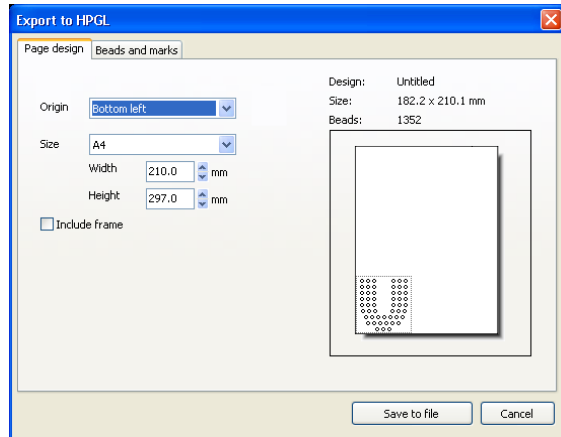 Export to HPGL
Page design
Beads and marks
Origin
Bottom left
Size
A4
Width
210.0
mm
Height
297.0
mm
Include frame
Design: Untitled
Size: 182.2 x 210.1 mm
Beads: 1352
Save to file
Cancel